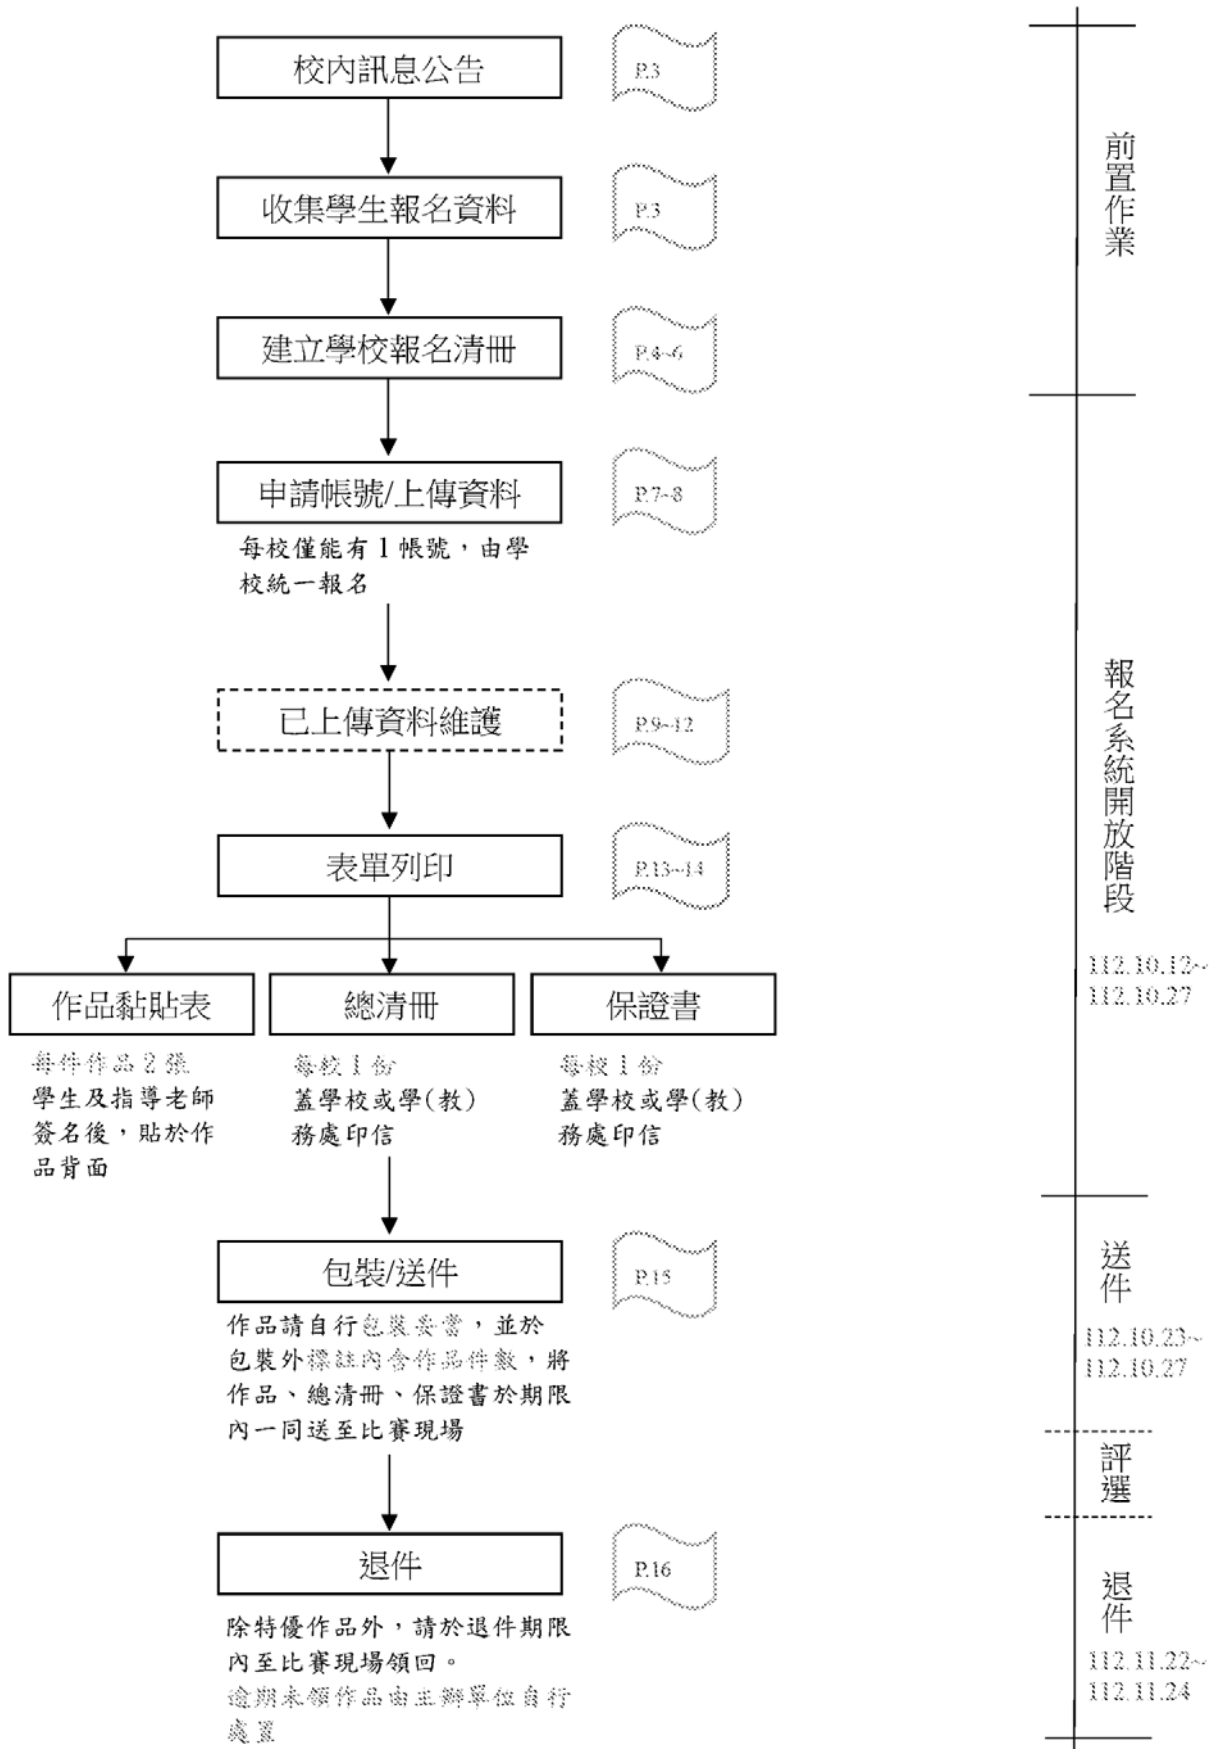 校內訊息公告
P.3
收集學生報名資料
P.3
建立學校報名清冊
P.4~6
前置作業
申請帳號/上傳資料
P.7~8
每校僅能有1帳號，由學
校統一報名
已上傳資料維護
P.9~12
表單列印
P.13~14
報名系統開放階段
112.10.12~
112.10.27
作品黏貼表
每件作品2張
學生及指導老師
簽名後，貼於作
品背面
總清冊
每校1份
蓋學校或學(教)
務處印信
保證書
每校1份
蓋學校或學(教)
務處印信
包裝/送件
P.15
作品請自行包裝妥當，並於
包裝外標註內含作品件數，將
作品、總清冊、保證書於期限
內一同送至比賽現場
送件
112.10.23~
112.10.27
評選
退件
P.16
除特優作品外，請於退件期限
內至比賽現場領回。
逾期未領作品由主辦單位自行
處置
退件
112.11.22~
112.11.24